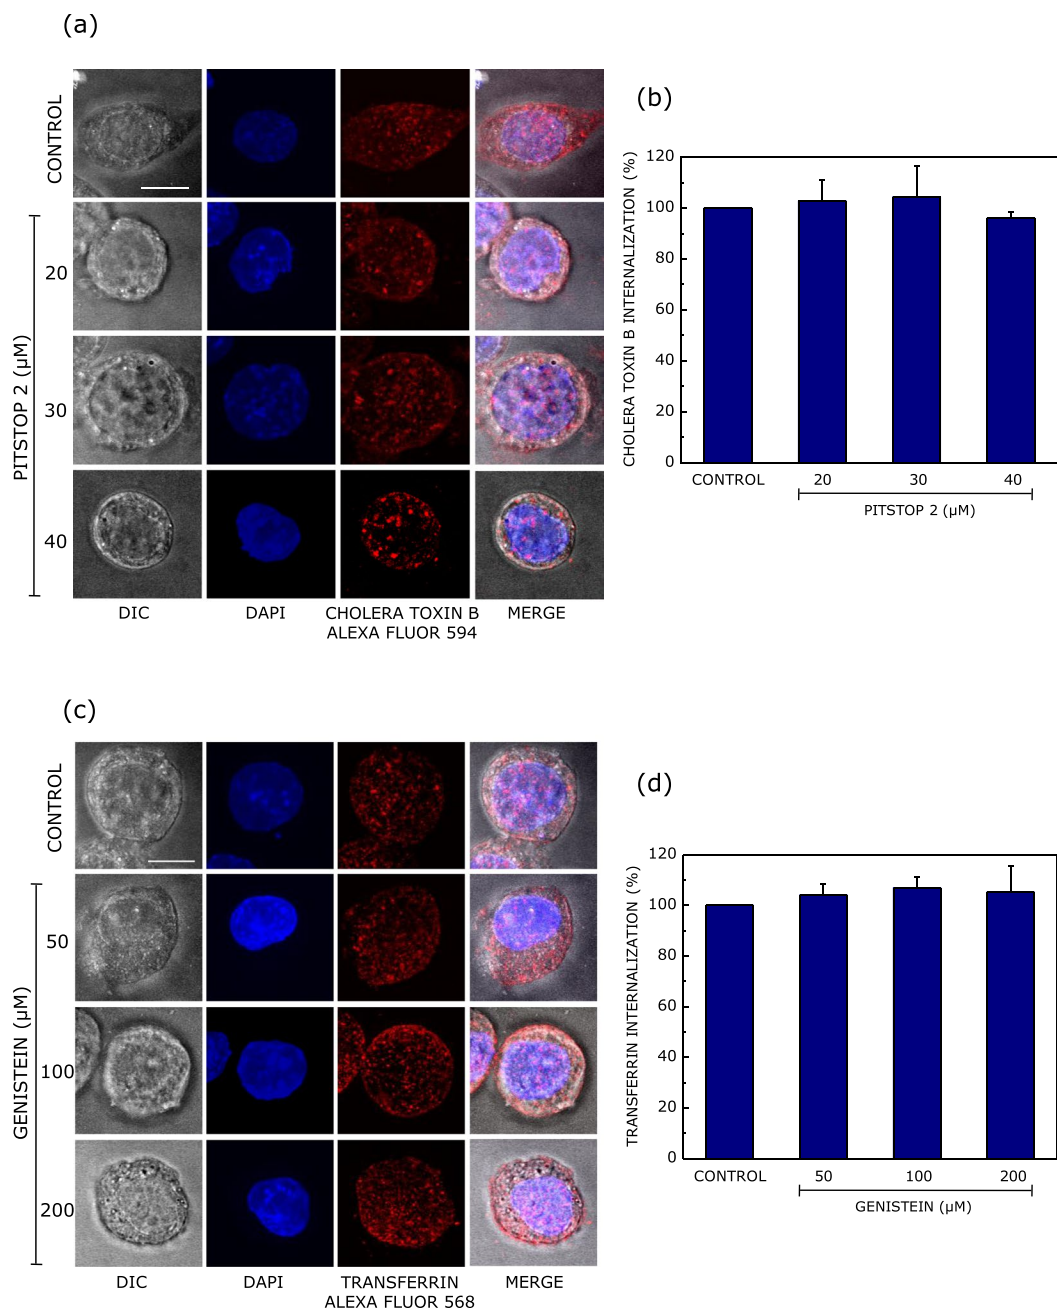 (a)
CONTROL
20
30
40
PITSTOP 2 (µM)
DIC
DAPI
CHOLERA TOXIN B
ALEXA FLUOR 594
MERGE
(b)
CHOLERA TOXIN B INTERNALIZATION (%)
120
100
80
60
40
20
0
CONTROL
20
30
40
PITSTOP 2 (µM)
(c)
CONTROL
50
100
200
GENISTEIN (µM)
DIC
DAPI
TRANSFERRIN
ALEXA FLUOR 568
MERGE
(d)
TRANSFERRIN INTERNALIZATION (%)
120
100
80
60
40
20
0
CONTROL
50
100
200
GENISTEIN (µM)